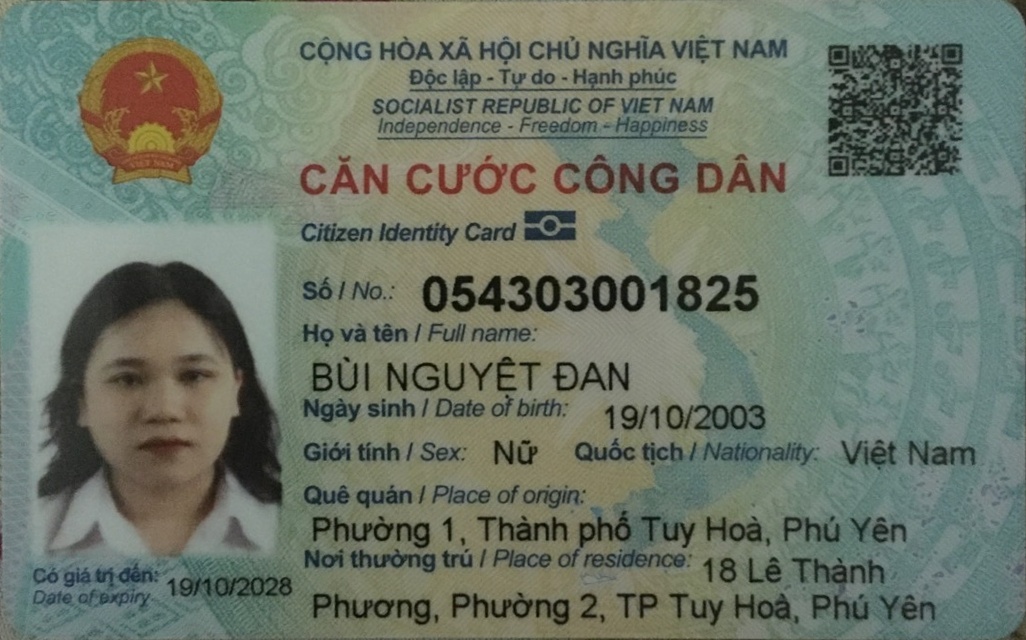 CỘNG HÒA XÃ HỘI CHỦ NGHĨA VIỆT NAM
Độc lập - Tự do - Hạnh phúc
SOCIALIST REPUBLIC OF VIET NAM
Independence - Freedom - Happiness
CĂN CƯỚC CÔNG DÂN
Citizen Identity Card
Số / No.: 054303001825
Họ và tên / Full name:
BÙI NGUYỆT ĐAN
Ngày sinh / Date of birth: 19/10/2003
Giới tính / Sex: Nữ Quốc tịch / Nationality: Việt Nam
Quê quán / Place of origin:
Phường 1, Thành phố Tuy Hoà, Phú Yên
Nơi thường trú / Place of residence: 18 Lê Thành
Phương, Phường 2, TP Tuy Hoà, Phú Yên
Có giá trị đến: 19/10/2028
Date of expiry
VIỆT NAM